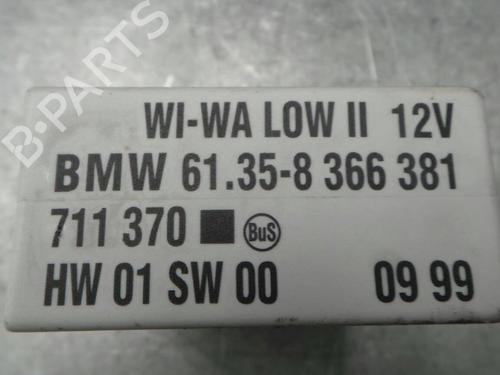 B-PARTS
WI-WA LOW II 12V
BMW 61.35-8 366 381
711 370 ■ BuS
HW 01 SW 00 09 99